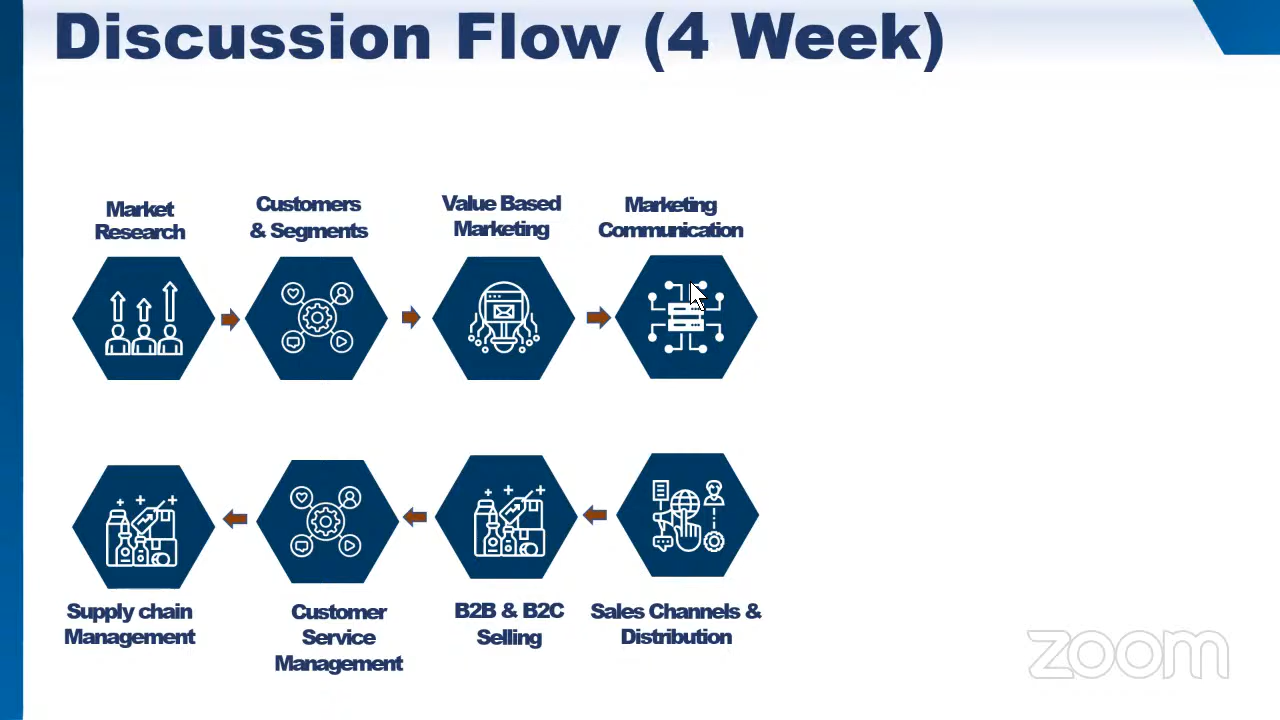 Discussion Flow (4 Week)
Market
Research
Customers
& Segments
Value Based
Marketing
Marketing
Communication
Supply chain
Management
Customer
Service
Management
B2B & B2C
Selling
Sales Channels &
Distribution
zoom